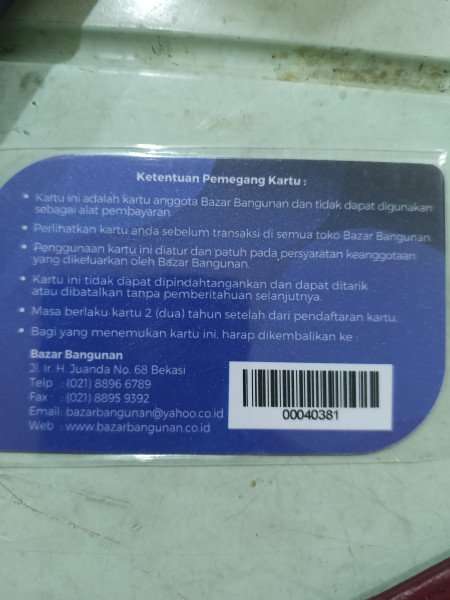 Ketentuan Pemegang Kartu :
• Kartu ini adalah kartu anggota Bazar Bangunan dan tidak dapat digunakan
sebagai alat pembayaran.
• Perlihatkan kartu anda sebelum transaksi di semua toko Bazar Bangunan.
• Penggunaan kartu ini diatur dan patuh pada persyaratan keanggotaan
yang dikeluarkan oleh Bazar Bangunan.
• Kartu ini tidak dapat dipindahtangankan dan dapat ditarik
atau dibatalkan tanpa pemberitahuan selanjutnya.
• Masa berlaku kartu 2 (dua) tahun setelah dari pendaftaran kartu.
• Bagi yang menemukan kartu ini, harap dikembalikan ke :
Bazar Bangunan
Jl. Ir. H. Juanda No. 68 Bekasi
Telp : (021) 8896 6789
Fax : (021) 8895 9392
Email : bazarbangunan@yahoo.co.id
Web : www.bazarbangunan.co.id
00040381